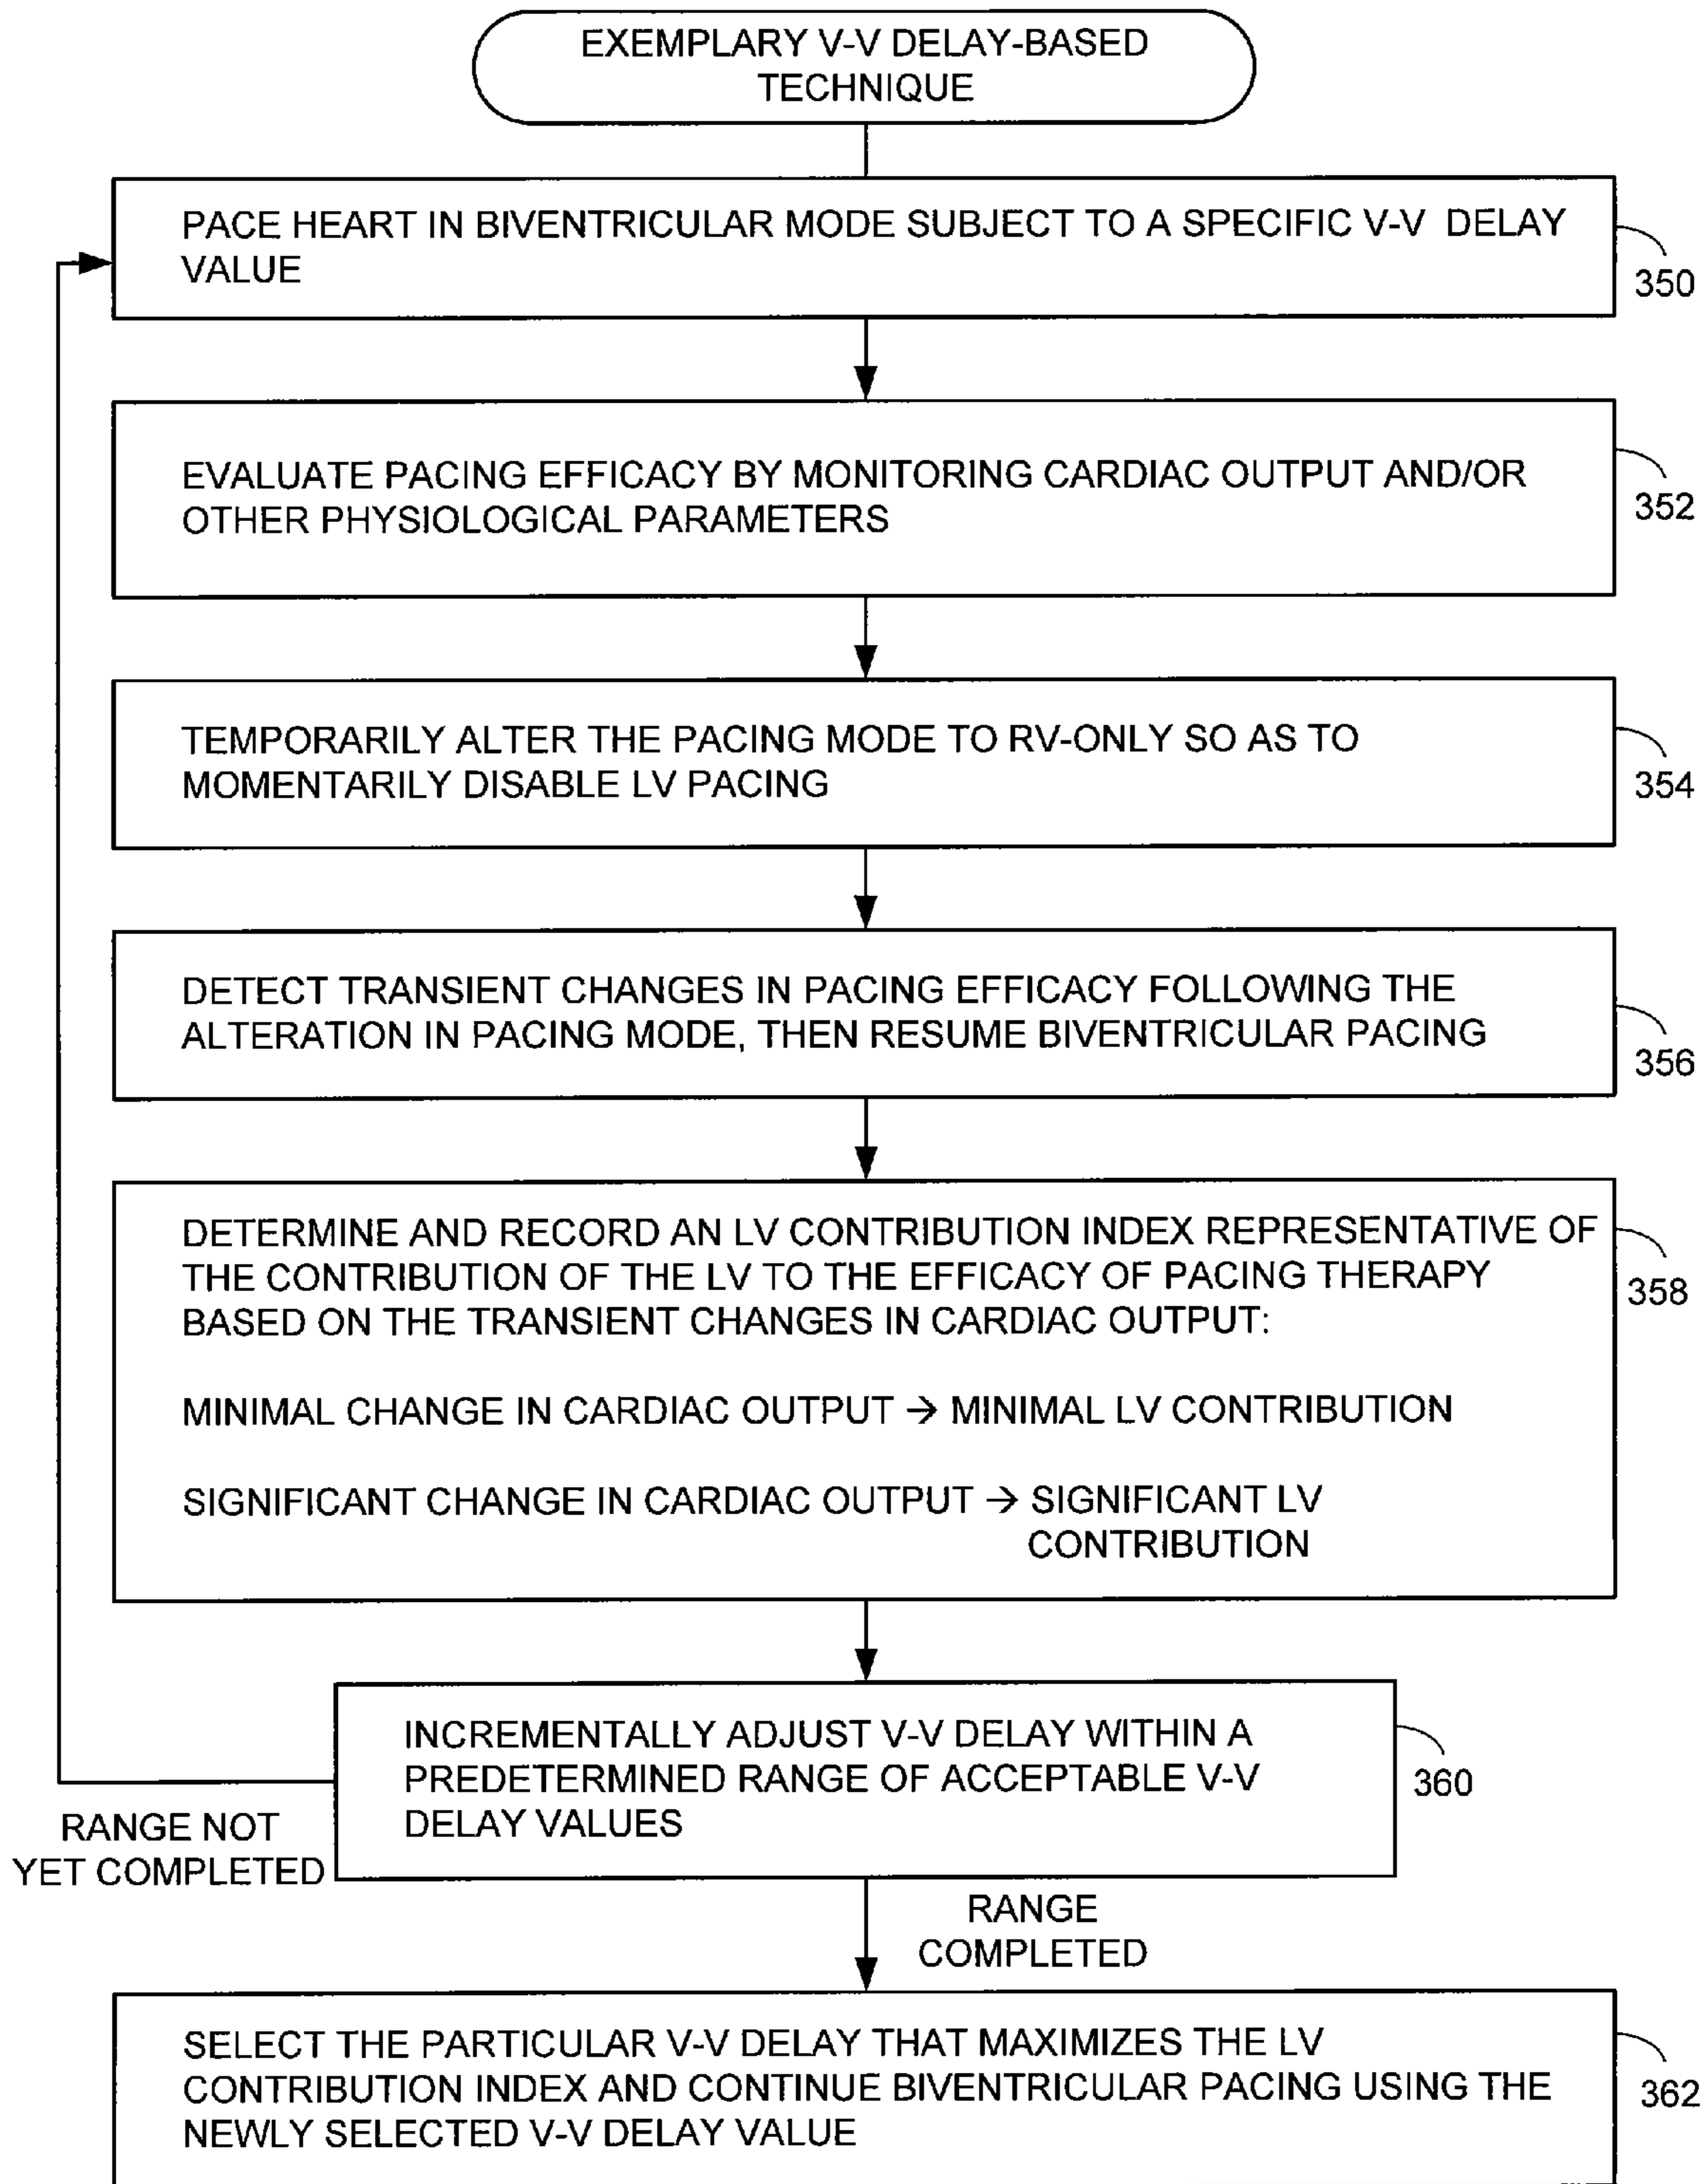 EXEMPLARY V-V DELAY-BASED
TECHNIQUE
PACE HEART IN BIVENTRICULAR MODE SUBJECT TO A SPECIFIC V-V DELAY
VALUE
350
EVALUATE PACING EFFICACY BY MONITORING CARDIAC OUTPUT AND/OR
OTHER PHYSIOLOGICAL PARAMETERS
352
TEMPORARILY ALTER THE PACING MODE TO RV-ONLY SO AS TO
MOMENTARILY DISABLE LV PACING
354
DETECT TRANSIENT CHANGES IN PACING EFFICACY FOLLOWING THE
ALTERATION IN PACING MODE, THEN RESUME BIVENTRICULAR PACING
356
DETERMINE AND RECORD AN LV CONTRIBUTION INDEX REPRESENTATIVE OF
THE CONTRIBUTION OF THE LV TO THE EFFICACY OF PACING THERAPY
BASED ON THE TRANSIENT CHANGES IN CARDIAC OUTPUT:
MINIMAL CHANGE IN CARDIAC OUTPUT → MINIMAL LV CONTRIBUTION
SIGNIFICANT CHANGE IN CARDIAC OUTPUT → SIGNIFICANT LV
CONTRIBUTION
358
INCREMENTALLY ADJUST V-V DELAY WITHIN A
PREDETERMINED RANGE OF ACCEPTABLE V-V
DELAY VALUES
360
RANGE NOT
YET COMPLETED
RANGE
COMPLETED
SELECT THE PARTICULAR V-V DELAY THAT MAXIMIZES THE LV
CONTRIBUTION INDEX AND CONTINUE BIVENTRICULAR PACING USING THE
NEWLY SELECTED V-V DELAY VALUE
362